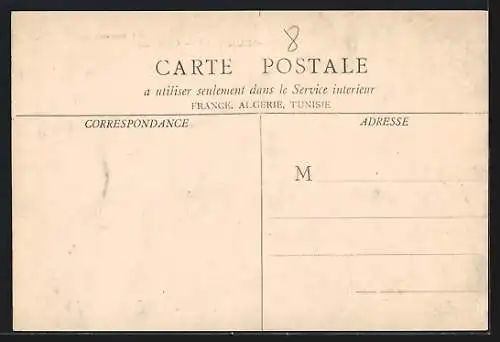 8
CARTE POSTALE
a utiliser seulement dans le Service interieur
FRANCE, ALGERIE, TUNISIE
CORRESPONDANCE
ADRESSE
M